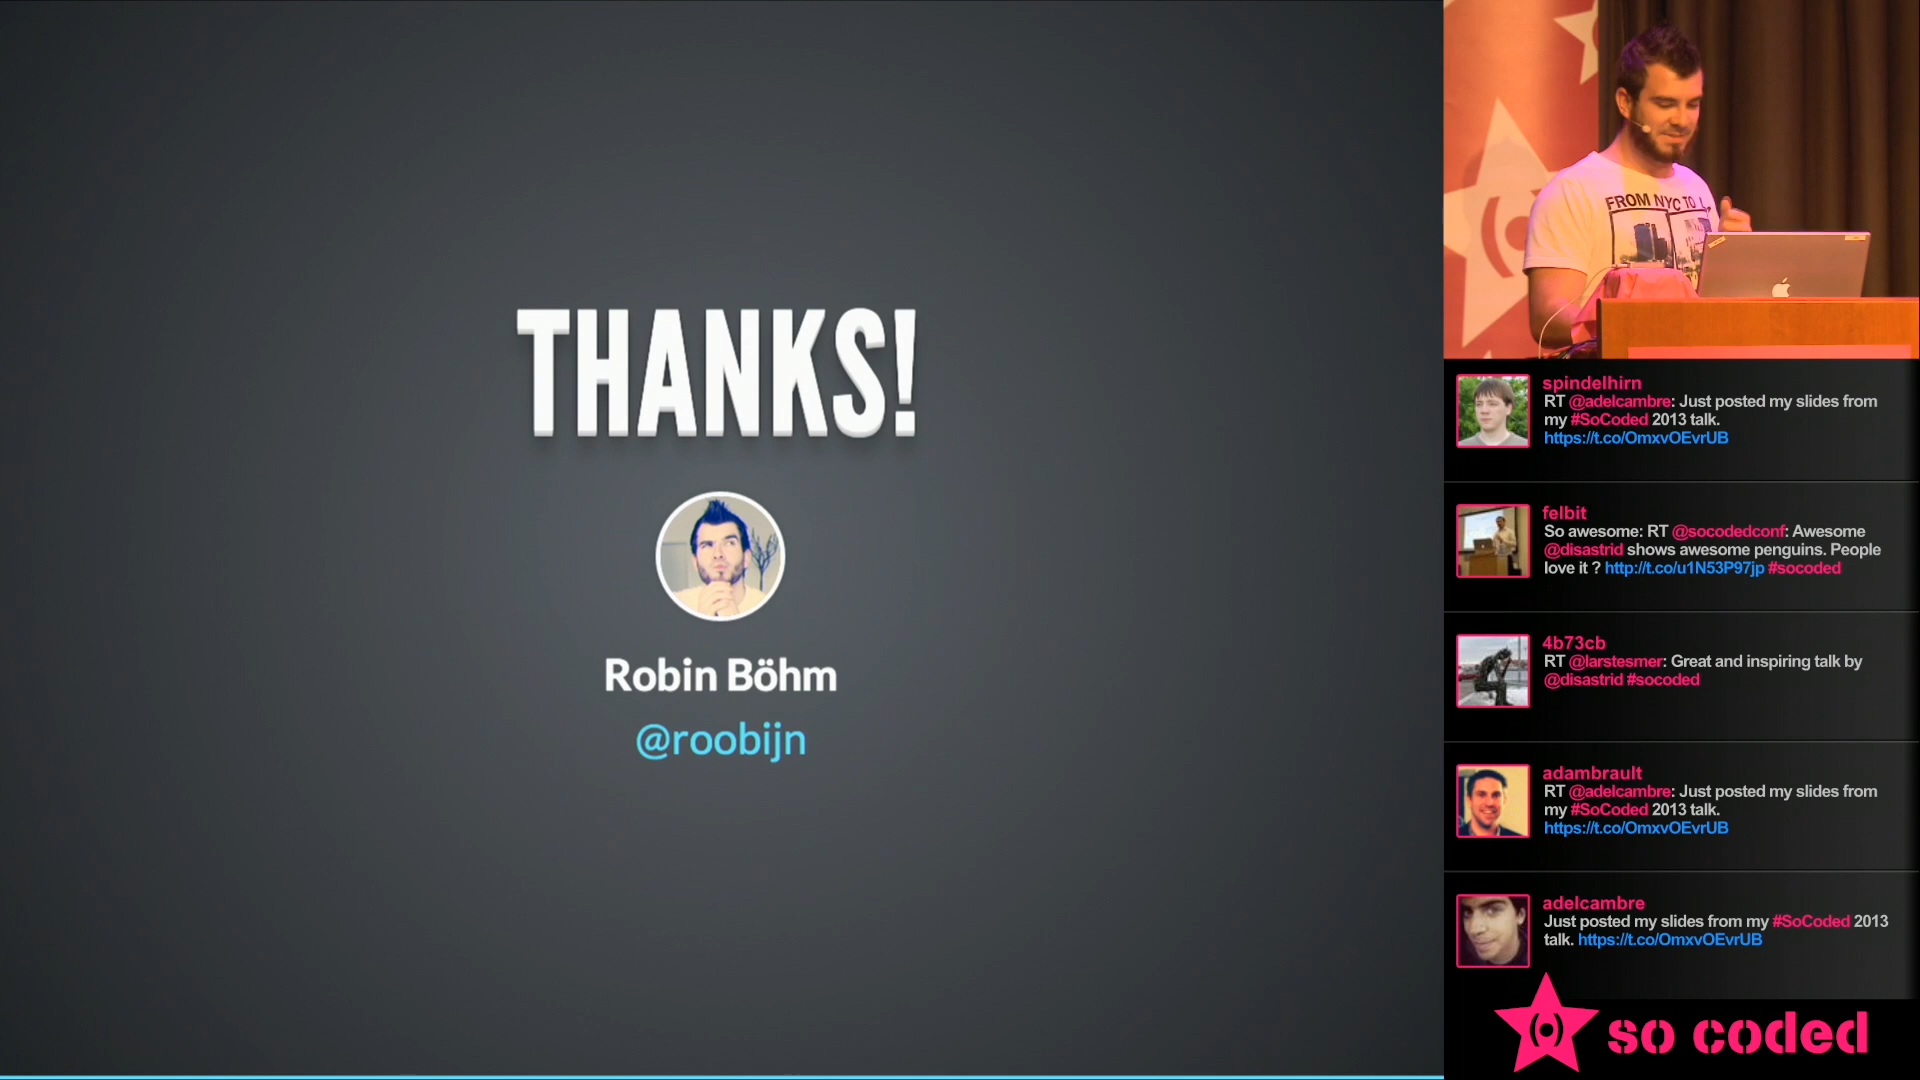 THANKS!
Robin Böhm
@roobijn
FROM NYC TO
spindelhirn
RT @adelcambre: Just posted my slides from
my #SoCoded 2013 talk.
https://t.co/OmxvOEvrUB
felbit
So awesome: RT @socodedconf: Awesome
@disastrid shows awesome penguins. People
love it ? http://t.co/u1N53P97jp #socoded
4b73cb
RT @larstesmer: Great and inspiring talk by
@disastrid #socoded
adambrault
RT @adelcambre: Just posted my slides from
my #SoCoded 2013 talk.
https://t.co/OmxvOEvrUB
adelcambre
Just posted my slides from my #SoCoded 2013
talk. https://t.co/OmxvOEvrUB
so coded